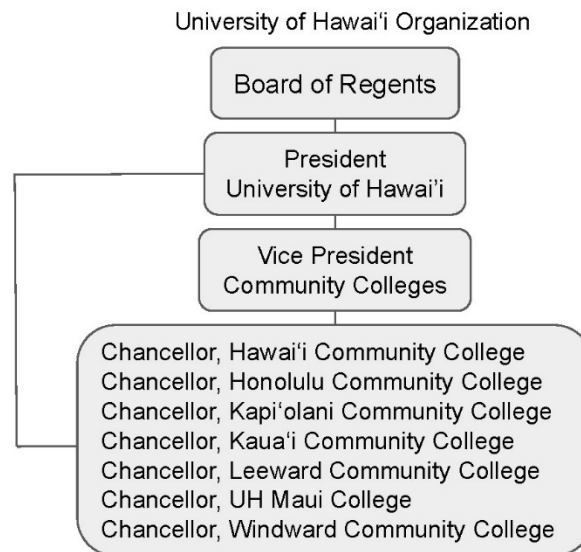 University of Hawai‘i Organization
Board of Regents
President
University of Hawai’i
Vice President
Community Colleges
Chancellor, Hawai‘i Community College
Chancellor, Honolulu Community College
Chancellor, Kapi‘olani Community College
Chancellor, Kaua‘i Community College
Chancellor, Leeward Community College
Chancellor, UH Maui College
Chancellor, Windward Community College